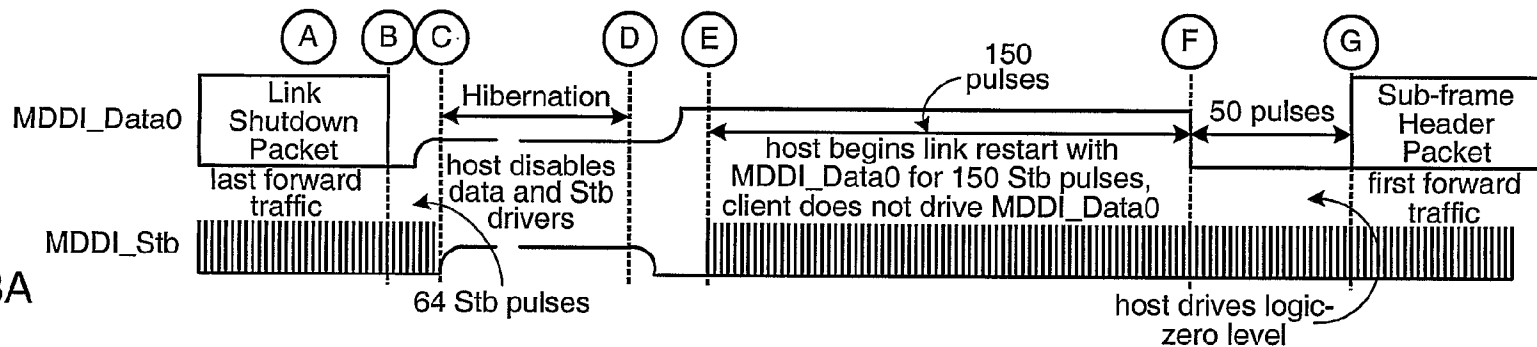 A
B
C
D
E
F
G
MDDI_Data0
Link
Shutdown
Packet
last forward
traffic
Hibernation
host disables
data and Stb
drivers
150
pulses
host begins link restart with
MDDI_Data0 for 150 Stb pulses,
client does not drive MDDI_Data0
50 pulses
Sub-frame
Header
Packet
first forward
traffic
MDDI_Stb
64 Stb pulses
host drives logic-
zero level